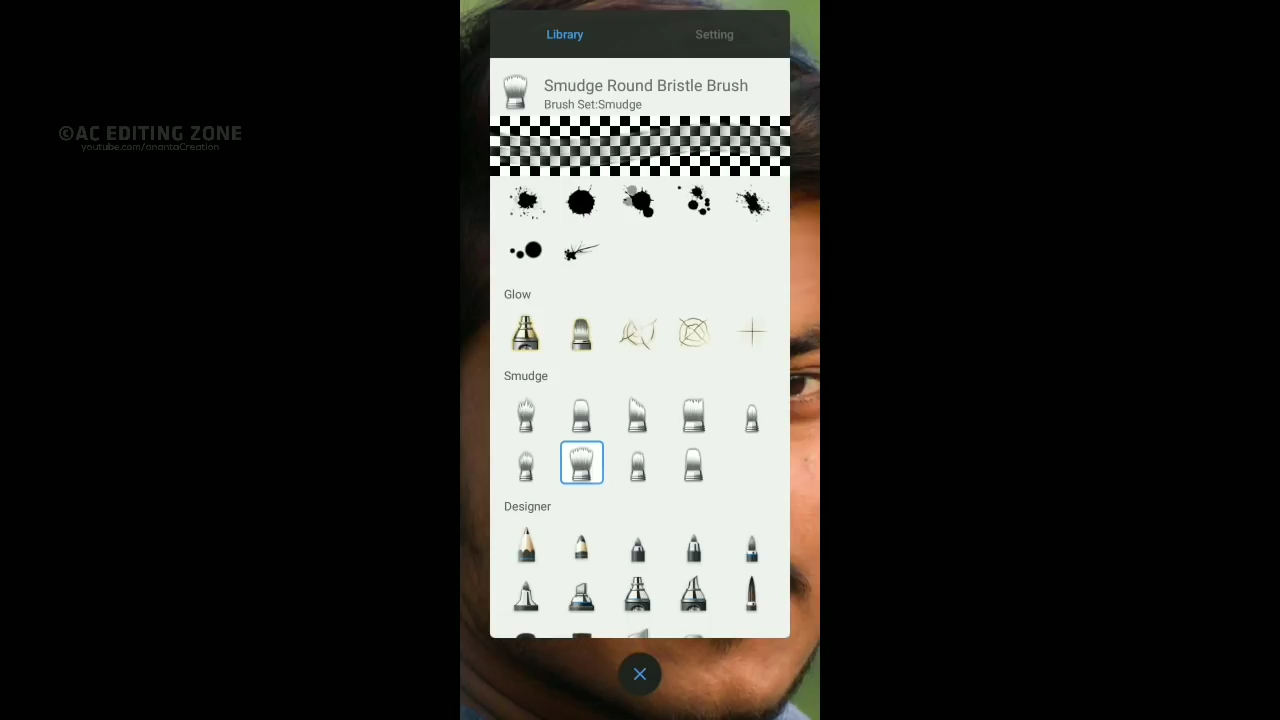 Library
Setting
Smudge Round Bristle Brush
Brush Set:Smudge
©AC EDITING ZONE
youtube.com/anantaCreation
Glow
Smudge
Designer